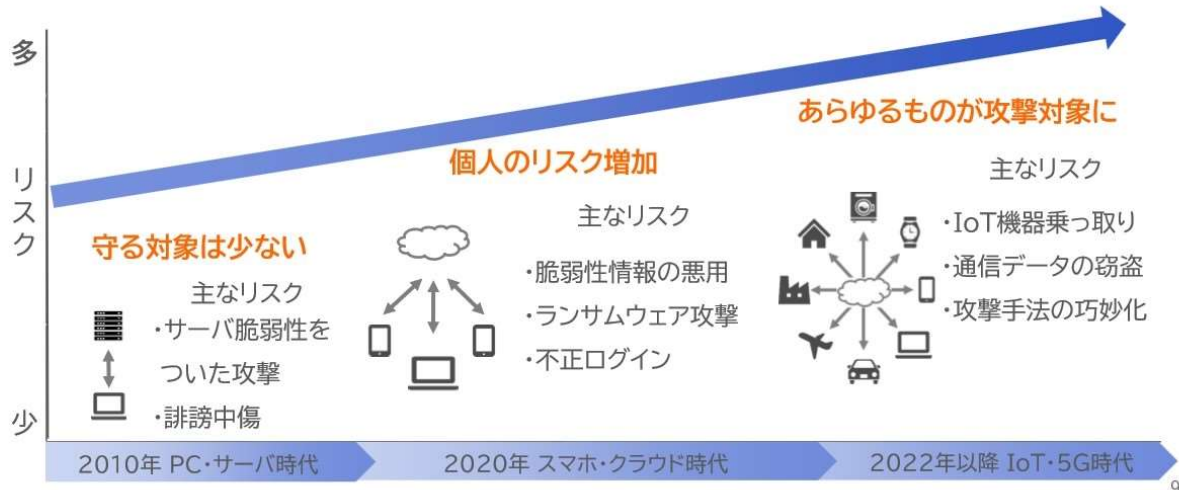 多
リスク
少
守る対象は少ない
主なリスク
・サーバ脆弱性を
ついた攻撃
・誹謗中傷
個人のリスク増加
主なリスク
・脆弱性情報の悪用
・ランサムウェア攻撃
・不正ログイン
あらゆるものが攻撃対象に
主なリスク
・IoT機器乗っ取り
・通信データの窃盗
・攻撃手法の巧妙化
2010年 PC・サーバ時代
2020年 スマホ・クラウド時代
2022年以降 IoT・5G時代
9